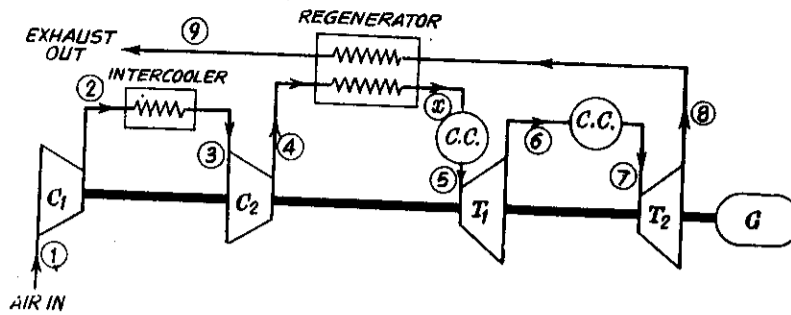 REGENERATOR
⑨
EXHAUST
OUT
INTERCOOLER
②
x
C.C.
C.C.
⑥
⑧
③
④
⑤
⑦
C₁
C₂
T₁
T₂
G
①
AIR IN